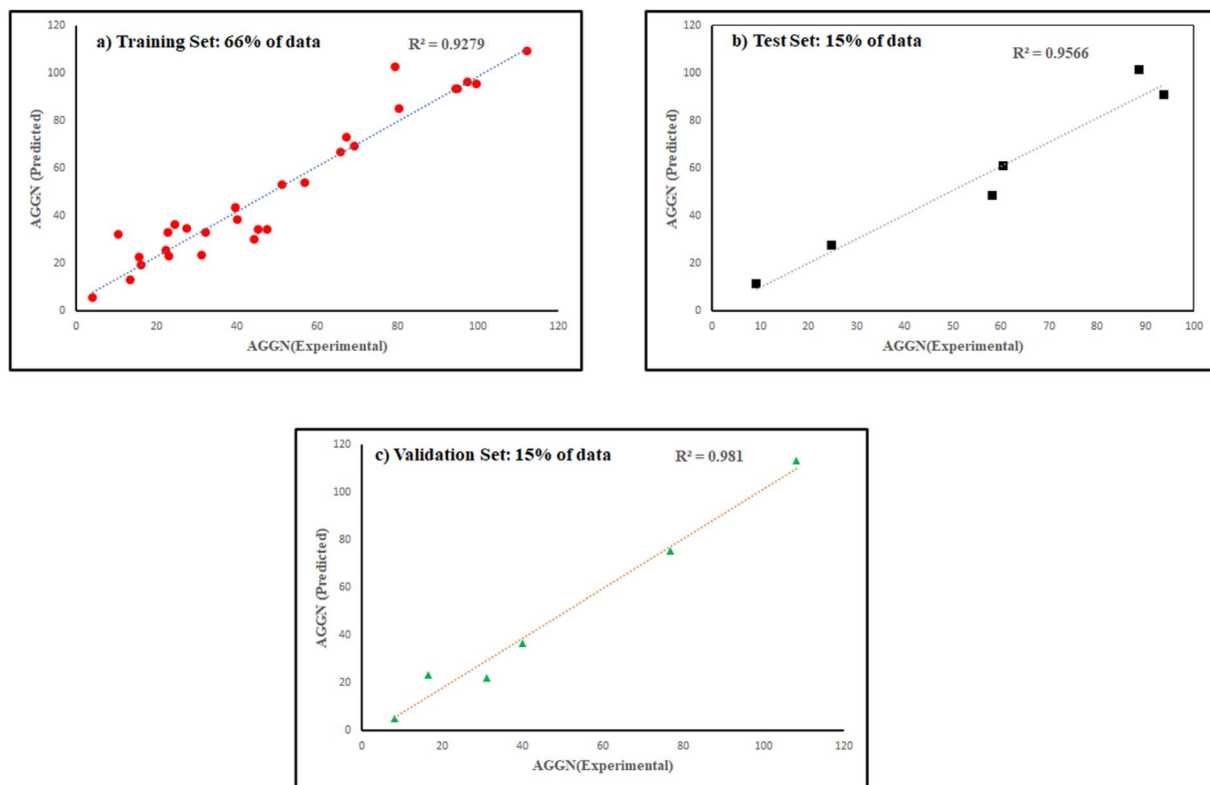 a) Training Set: 66% of data
R² = 0.9279
120
100
80
60
40
20
0
AGGN (Predicted)
0 20 40 60 80 100 120
AGGN(Experimental)
b) Test Set: 15% of data
R² = 0.9566
120
100
80
60
40
20
0
AGGN (Predicted)
0 10 20 30 40 50 60 70 80 90 100
AGGN(Experimental)
c) Validation Set: 15% of data
R² = 0.981
120
100
80
60
40
20
0
AGGN (Predicted)
0 20 40 60 80 100 120
AGGN(Experimental)